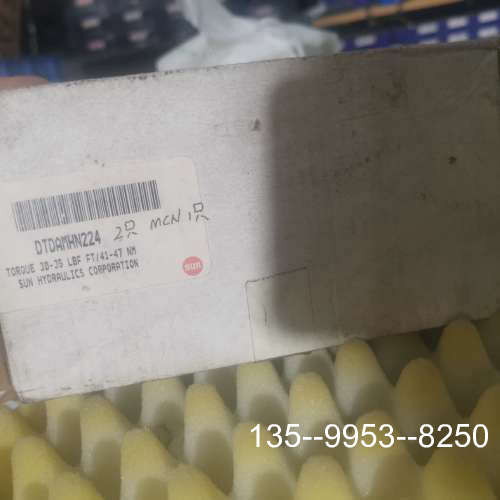 DTDAMHN224 2只 MCN 1只
TORQUE 30-35 LBF FT/41-47 NM
SUN HYDRAULICS CORPORATION
sun
135--9953--8250